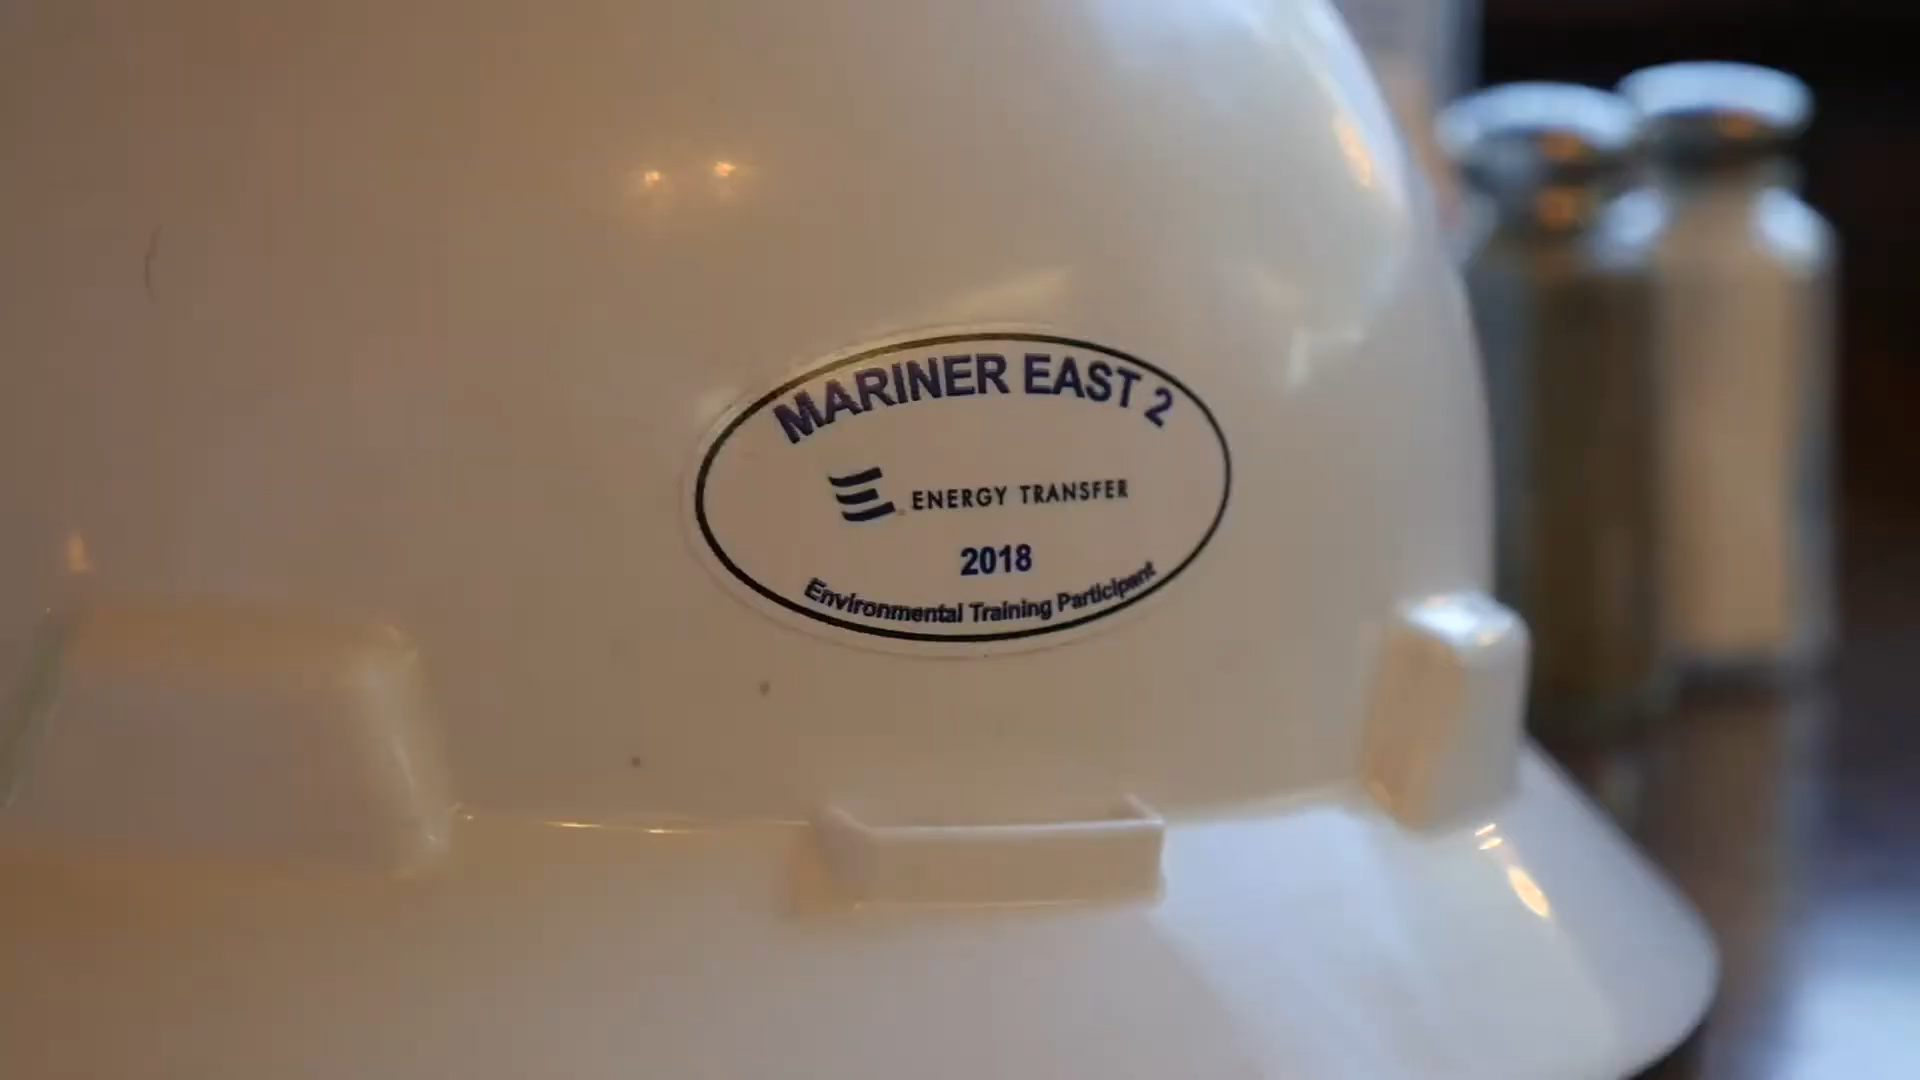 MARINER EAST 2
ENERGY TRANSFER
2018
Environmental Training Participant